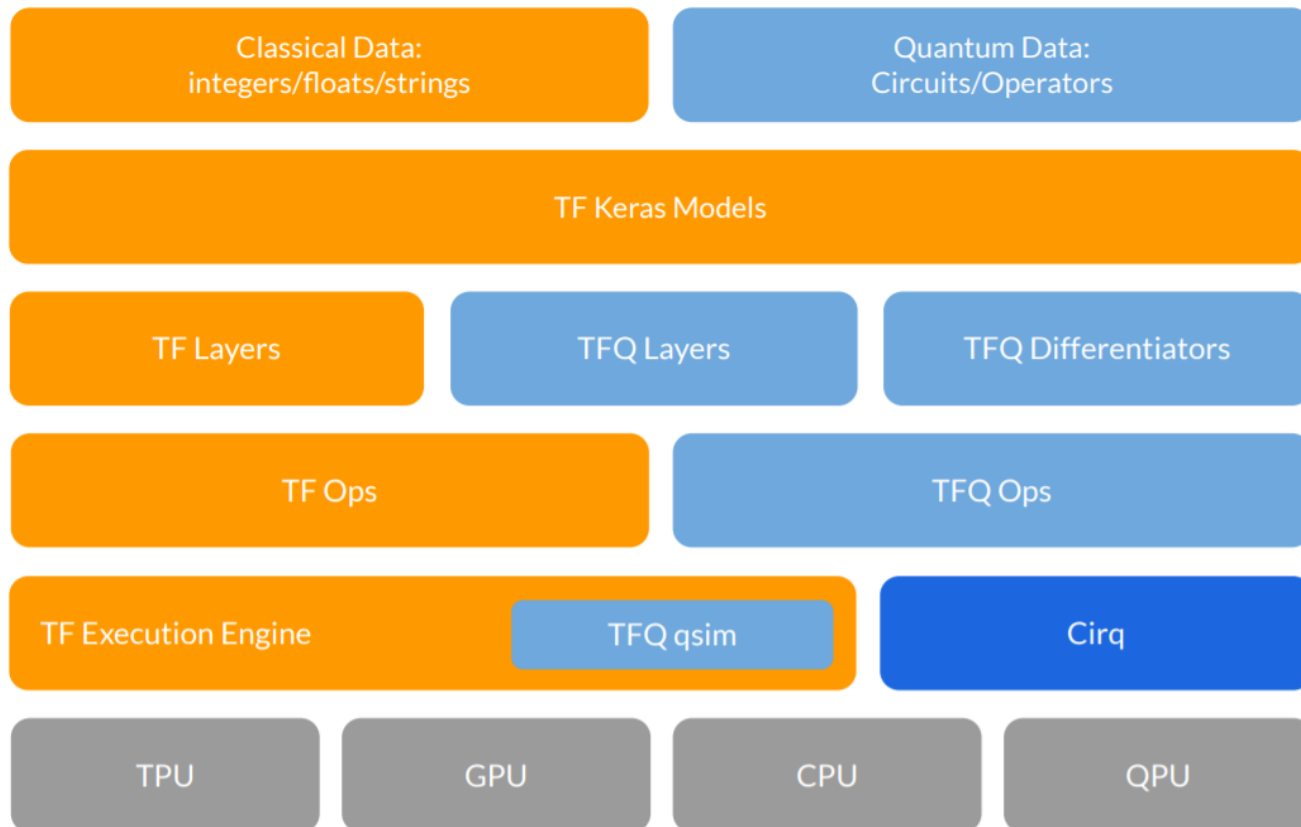 Classical Data:
integers/floats/strings
Quantum Data:
Circuits/Operators
TF Keras Models
TF Layers
TFQ Layers
TFQ Differentiators
TF Ops
TFQ Ops
TF Execution Engine
TFQ qsim
Cirq
TPU
GPU
CPU
QPU